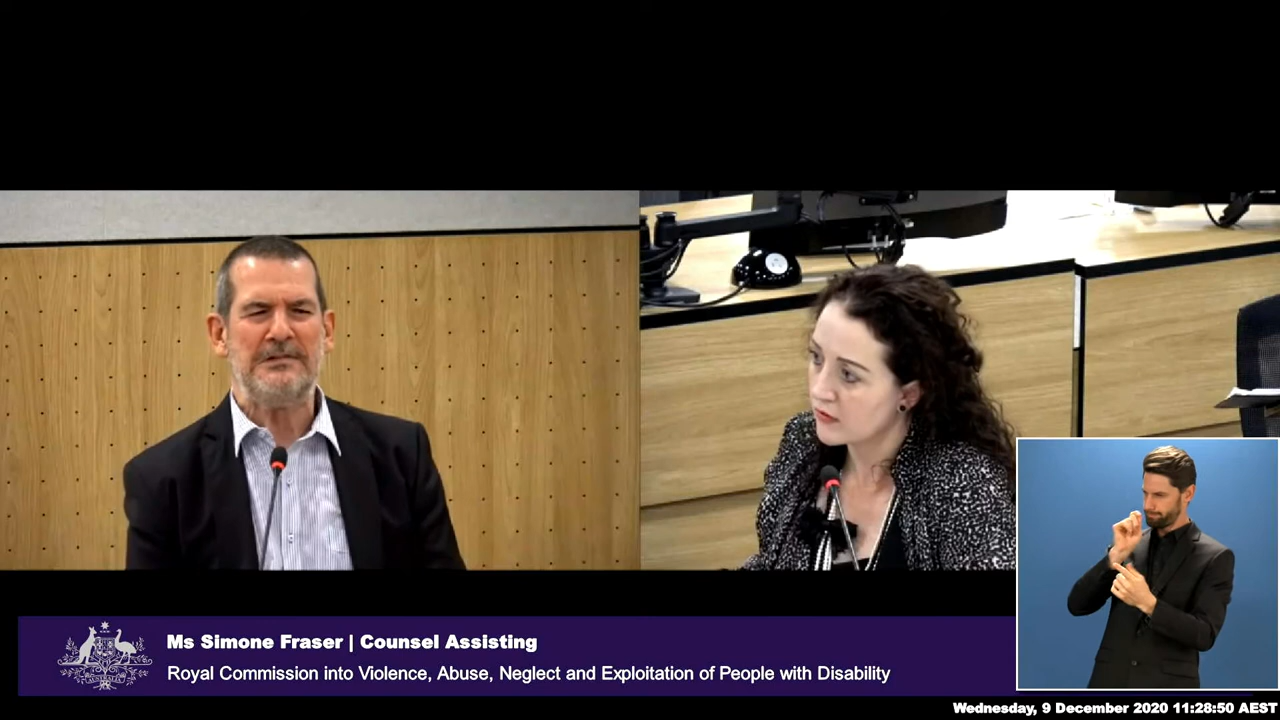 Ms Simone Fraser | Counsel Assisting
Royal Commission into Violence, Abuse, Neglect and Exploitation of People with Disability
Wednesday, 9 December 2020 11:28:50 AEST